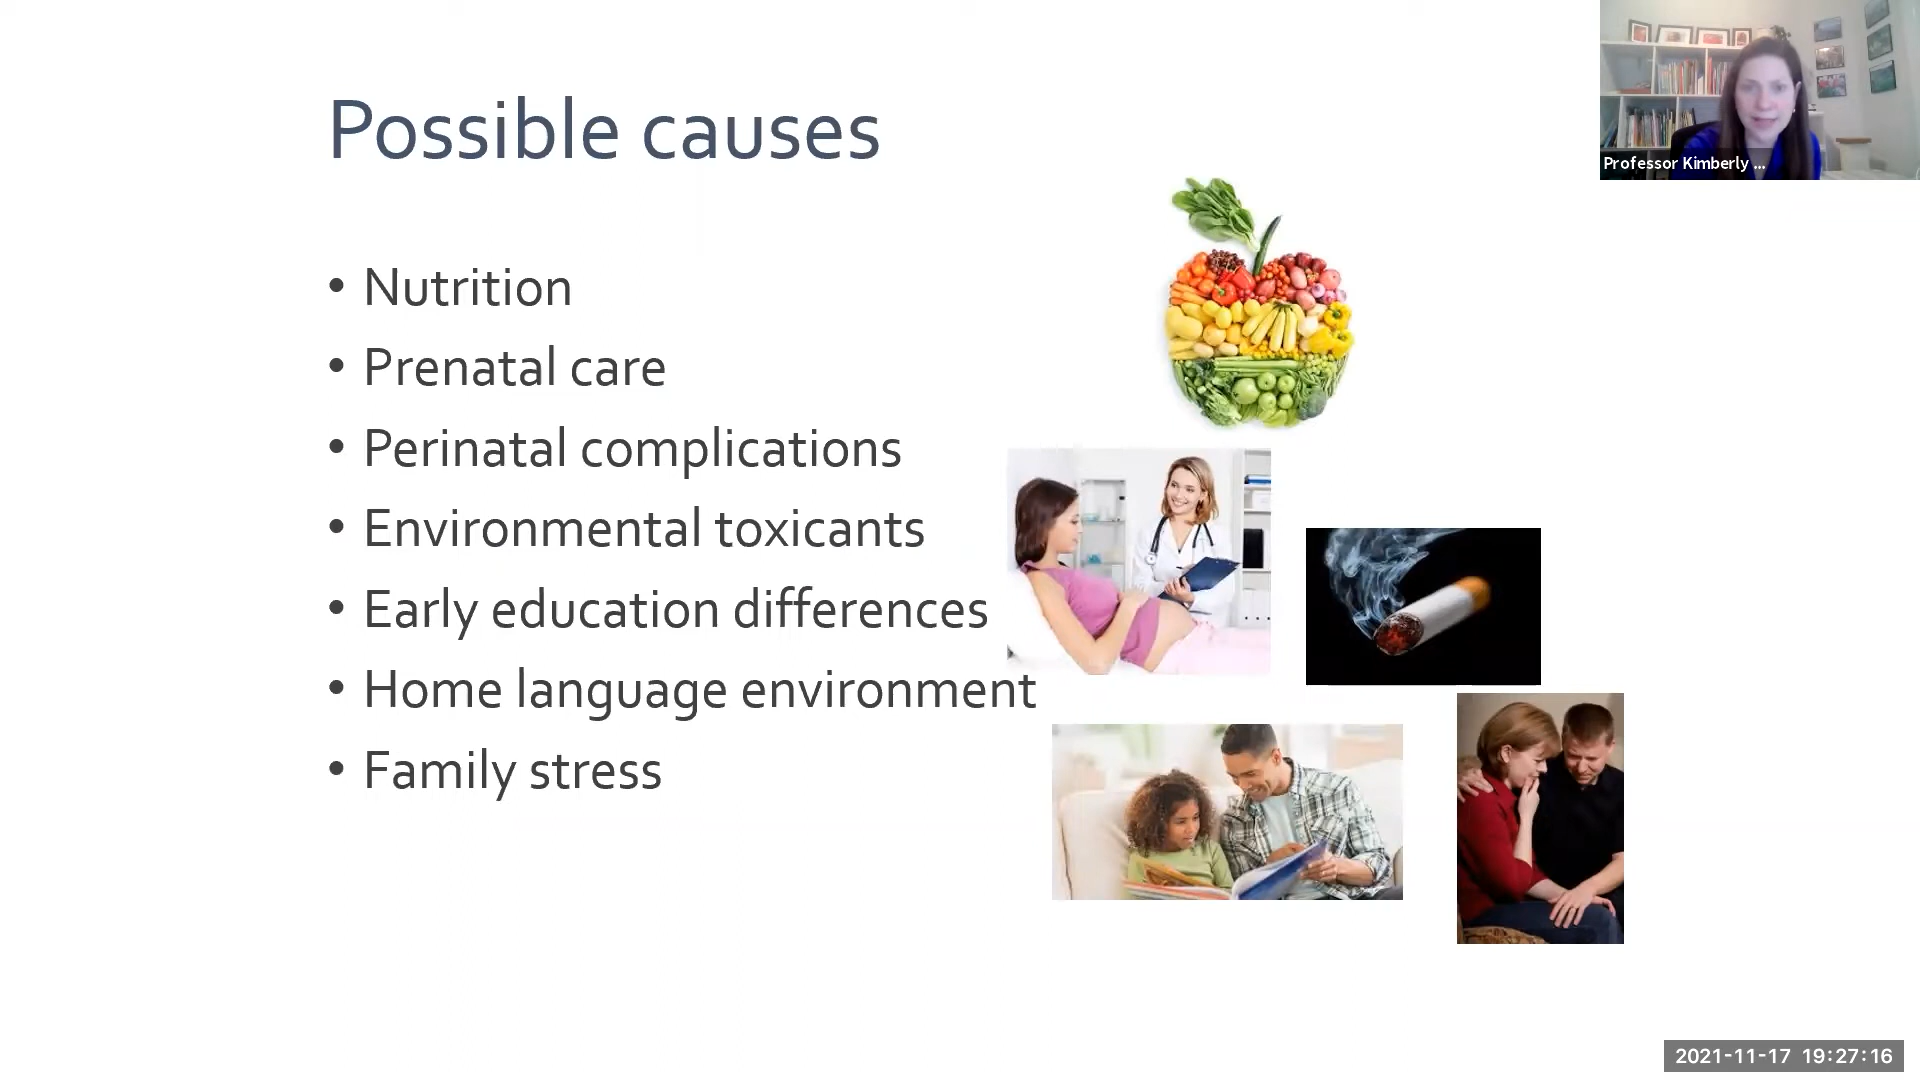 Possible causes
Professor Kimberly ...
• Nutrition
• Prenatal care
• Perinatal complications
• Environmental toxicants
• Early education differences
• Home language environment
• Family stress
2021-11-17 19:27:16